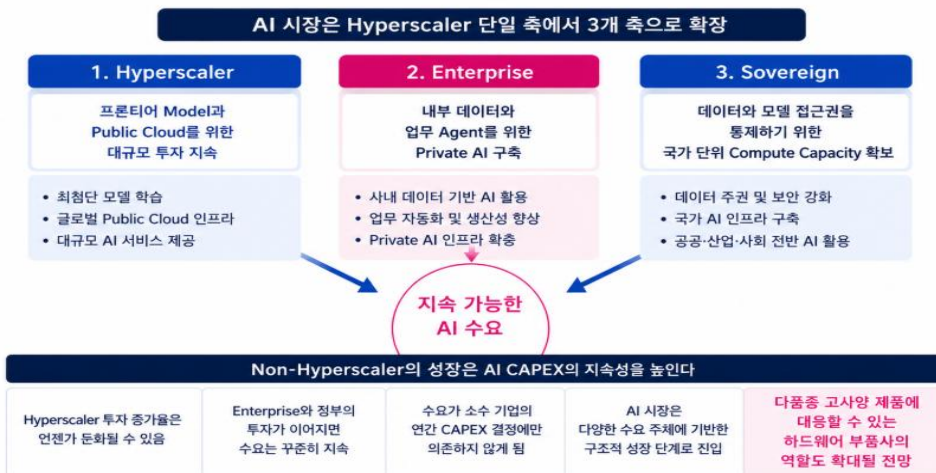 AI 시장은 Hyperscaler 단일 축에서 3개 축으로 확장
1. Hyperscaler
프론티어 Model과
Public Cloud를 위한
대규모 투자 지속
• 최첨단 모델 학습
• 글로벌 Public Cloud 인프라
• 대규모 AI 서비스 제공
2. Enterprise
내부 데이터와
업무 Agent를 위한
Private AI 구축
• 사내 데이터 기반 AI 활용
• 업무 자동화 및 생산성 향상
• Private AI 인프라 확충
3. Sovereign
데이터와 모델 접근권을
통제하기 위한
국가 단위 Compute Capacity 확보
• 데이터 주권 및 보안 강화
• 국가 AI 인프라 구축
• 공공·산업·사회 전반 AI 활용
지속 가능한
AI 수요
Non-Hyperscaler의 성장은 AI CAPEX의 지속성을 높인다
Hyperscaler 투자 증가율은
언젠가 둔화될 수 있음
Enterprise와 정부의
투자가 이어지면
수요는 꾸준히 지속
수요가 소수 기업의
연간 CAPEX 결정에만
의존하지 않게 됨
AI 시장은
다양한 수요 주체에 기반한
구조적 성장 단계로 진입
다품종 고사양 제품에
대응할 수 있는
하드웨어 부품사의
역할도 확대될 전망